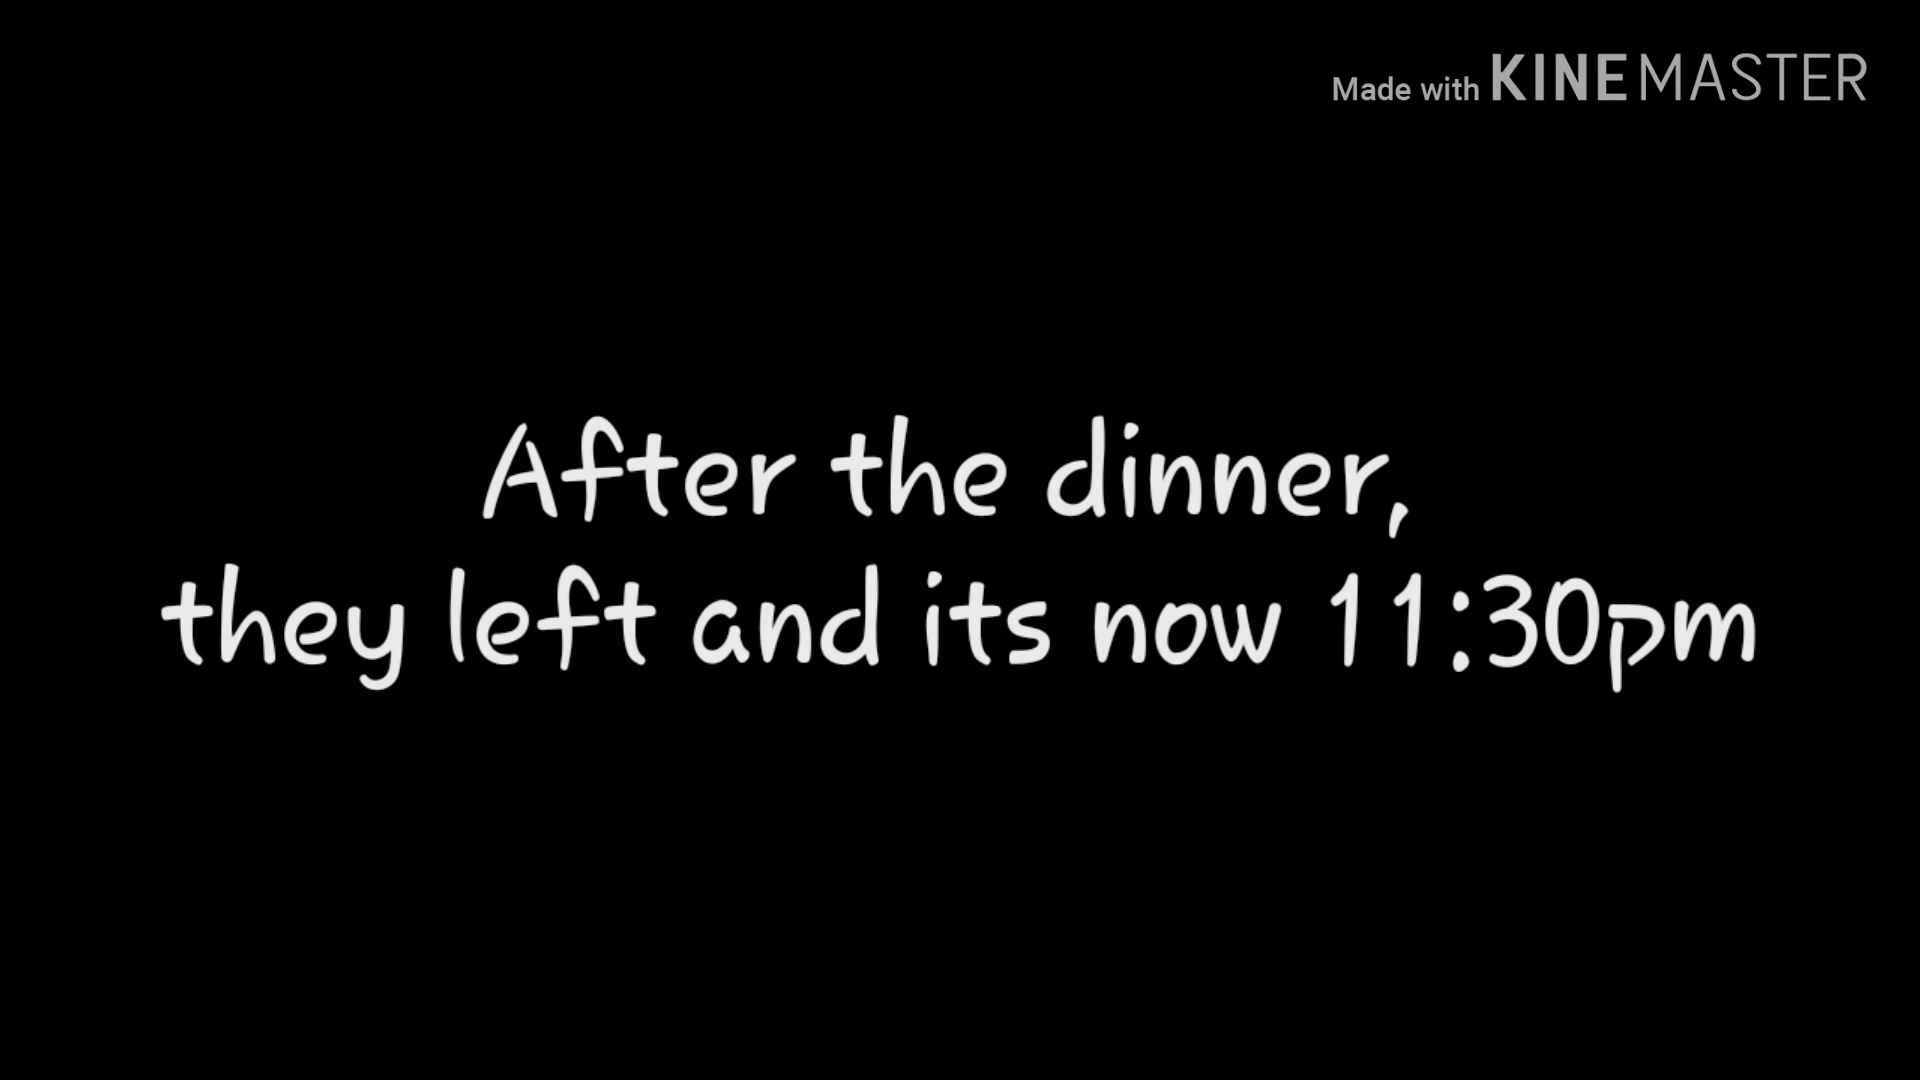 Made with KINEMASTER
After the dinner,
they left and its now 11:30pm